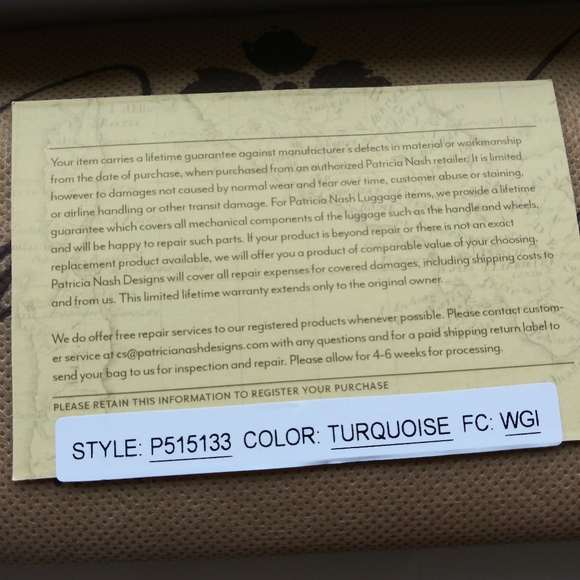 Your item carries a lifetime guarantee against manufacturer's defects in material or workmanship
from the date of purchase, when purchased from an authorized Patricia Nash retailer. It is limited
however to damages not caused by normal wear and tear over time, customer abuse or staining,
or airline handling or other transit damage. For Patricia Nash Luggage items, we provide a lifetime
guarantee which covers all mechanical components of the luggage such as the handle and wheels,
and will be happy to repair such parts. If your product is beyond repair or there is not an exact
replacement product available, we will offer you a product of comparable value of your choosing.
Patricia Nash Designs will cover all repair expenses for covered damages, including shipping costs to
and from us. This limited lifetime warranty extends only to the original owner.
We do offer free repair services to our registered products whenever possible. Please contact custom-
er service at cs@patricianashdesigns.com with any questions and for a paid shipping return label to
send your bag to us for inspection and repair. Please allow for 4-6 weeks for processing.
PLEASE RETAIN THIS INFORMATION TO REGISTER YOUR PURCHASE
STYLE: P515133 COLOR: TURQUOISE FC: WGI